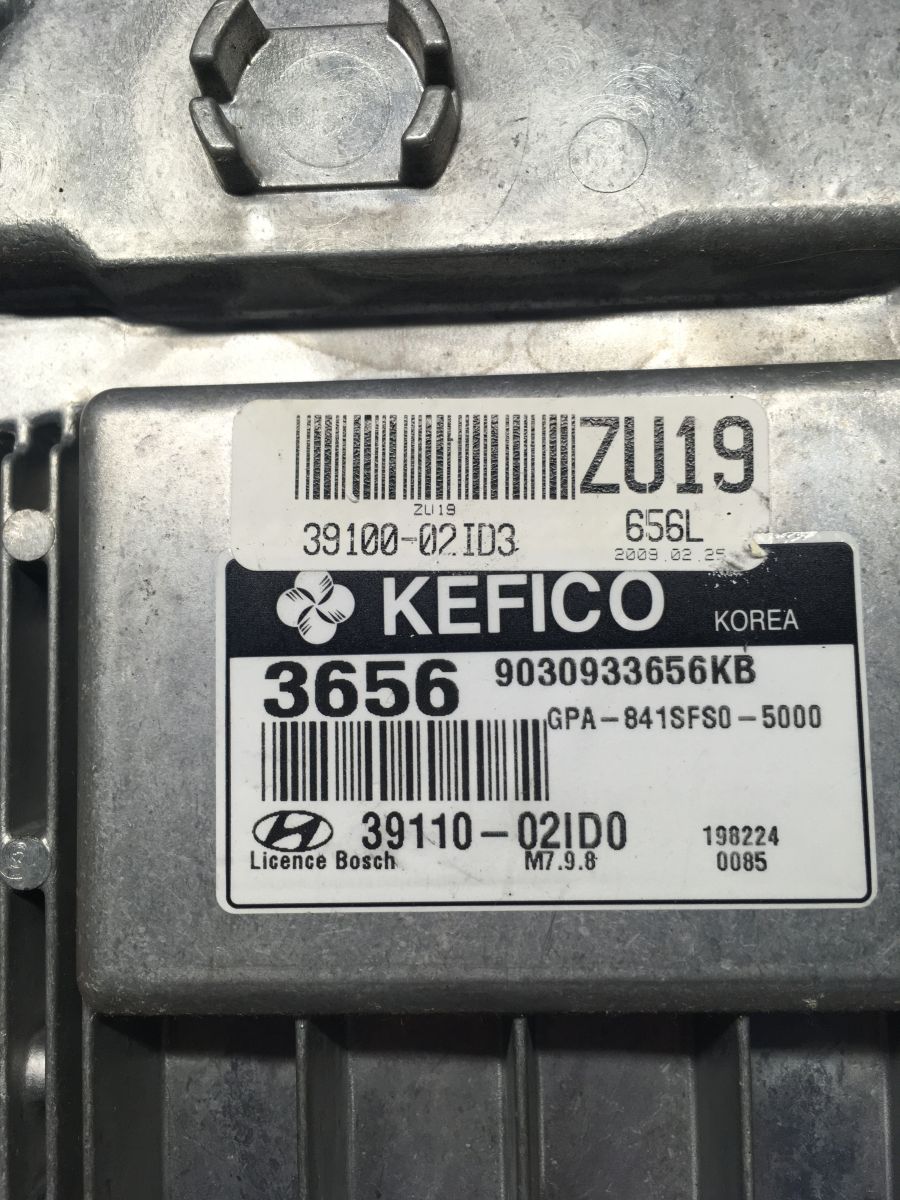 ZU19
ZU19
39100-02ID3
656L
2009.02.25
KEFICO
KOREA
3656
9030933656KB
GPA-841SFS0-5000
39110-02ID0
198224
Licence Bosch
M7.9.8
0085